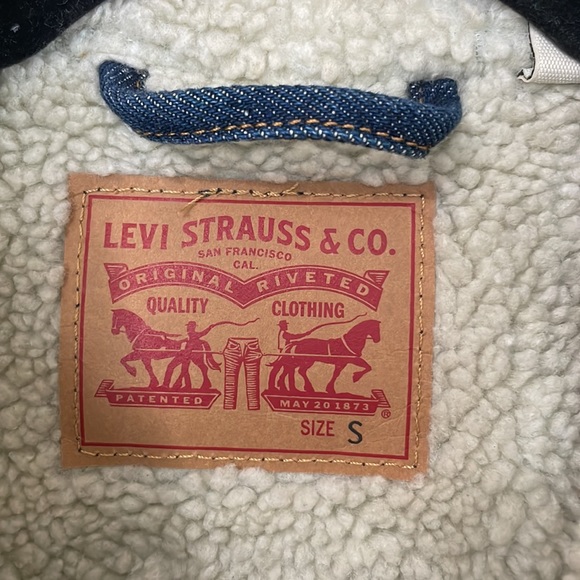 LEVI STRAUSS & CO.
SAN FRANCISCO
CAL.
ORIGINAL RIVETED
QUALITY CLOTHING
PATENTED MAY 20 1873 ®
SIZE S